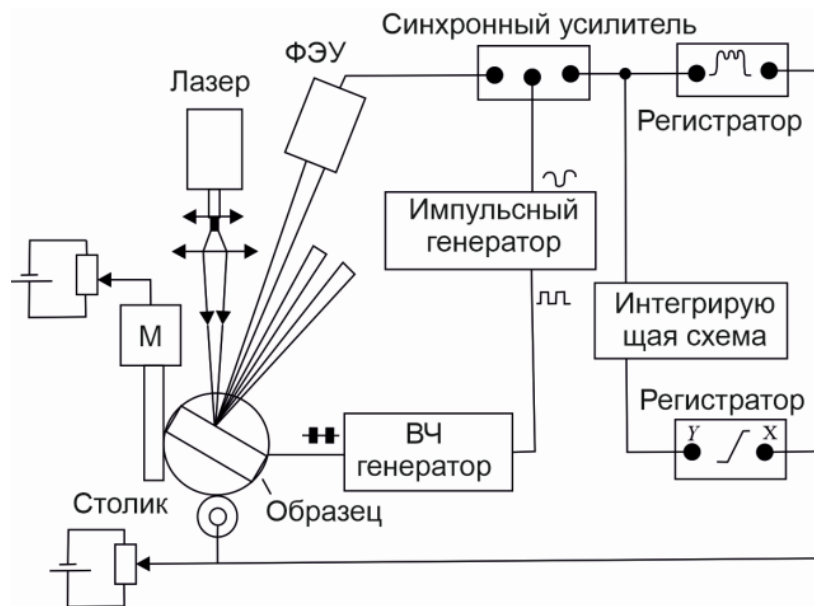 Синхронный усилитель
ФЭУ
Лазер
Регистратор
Импульсный
генератор
Интегрирую
щая схема
М
Регистратор
Y X
ВЧ
генератор
Столик
Образец